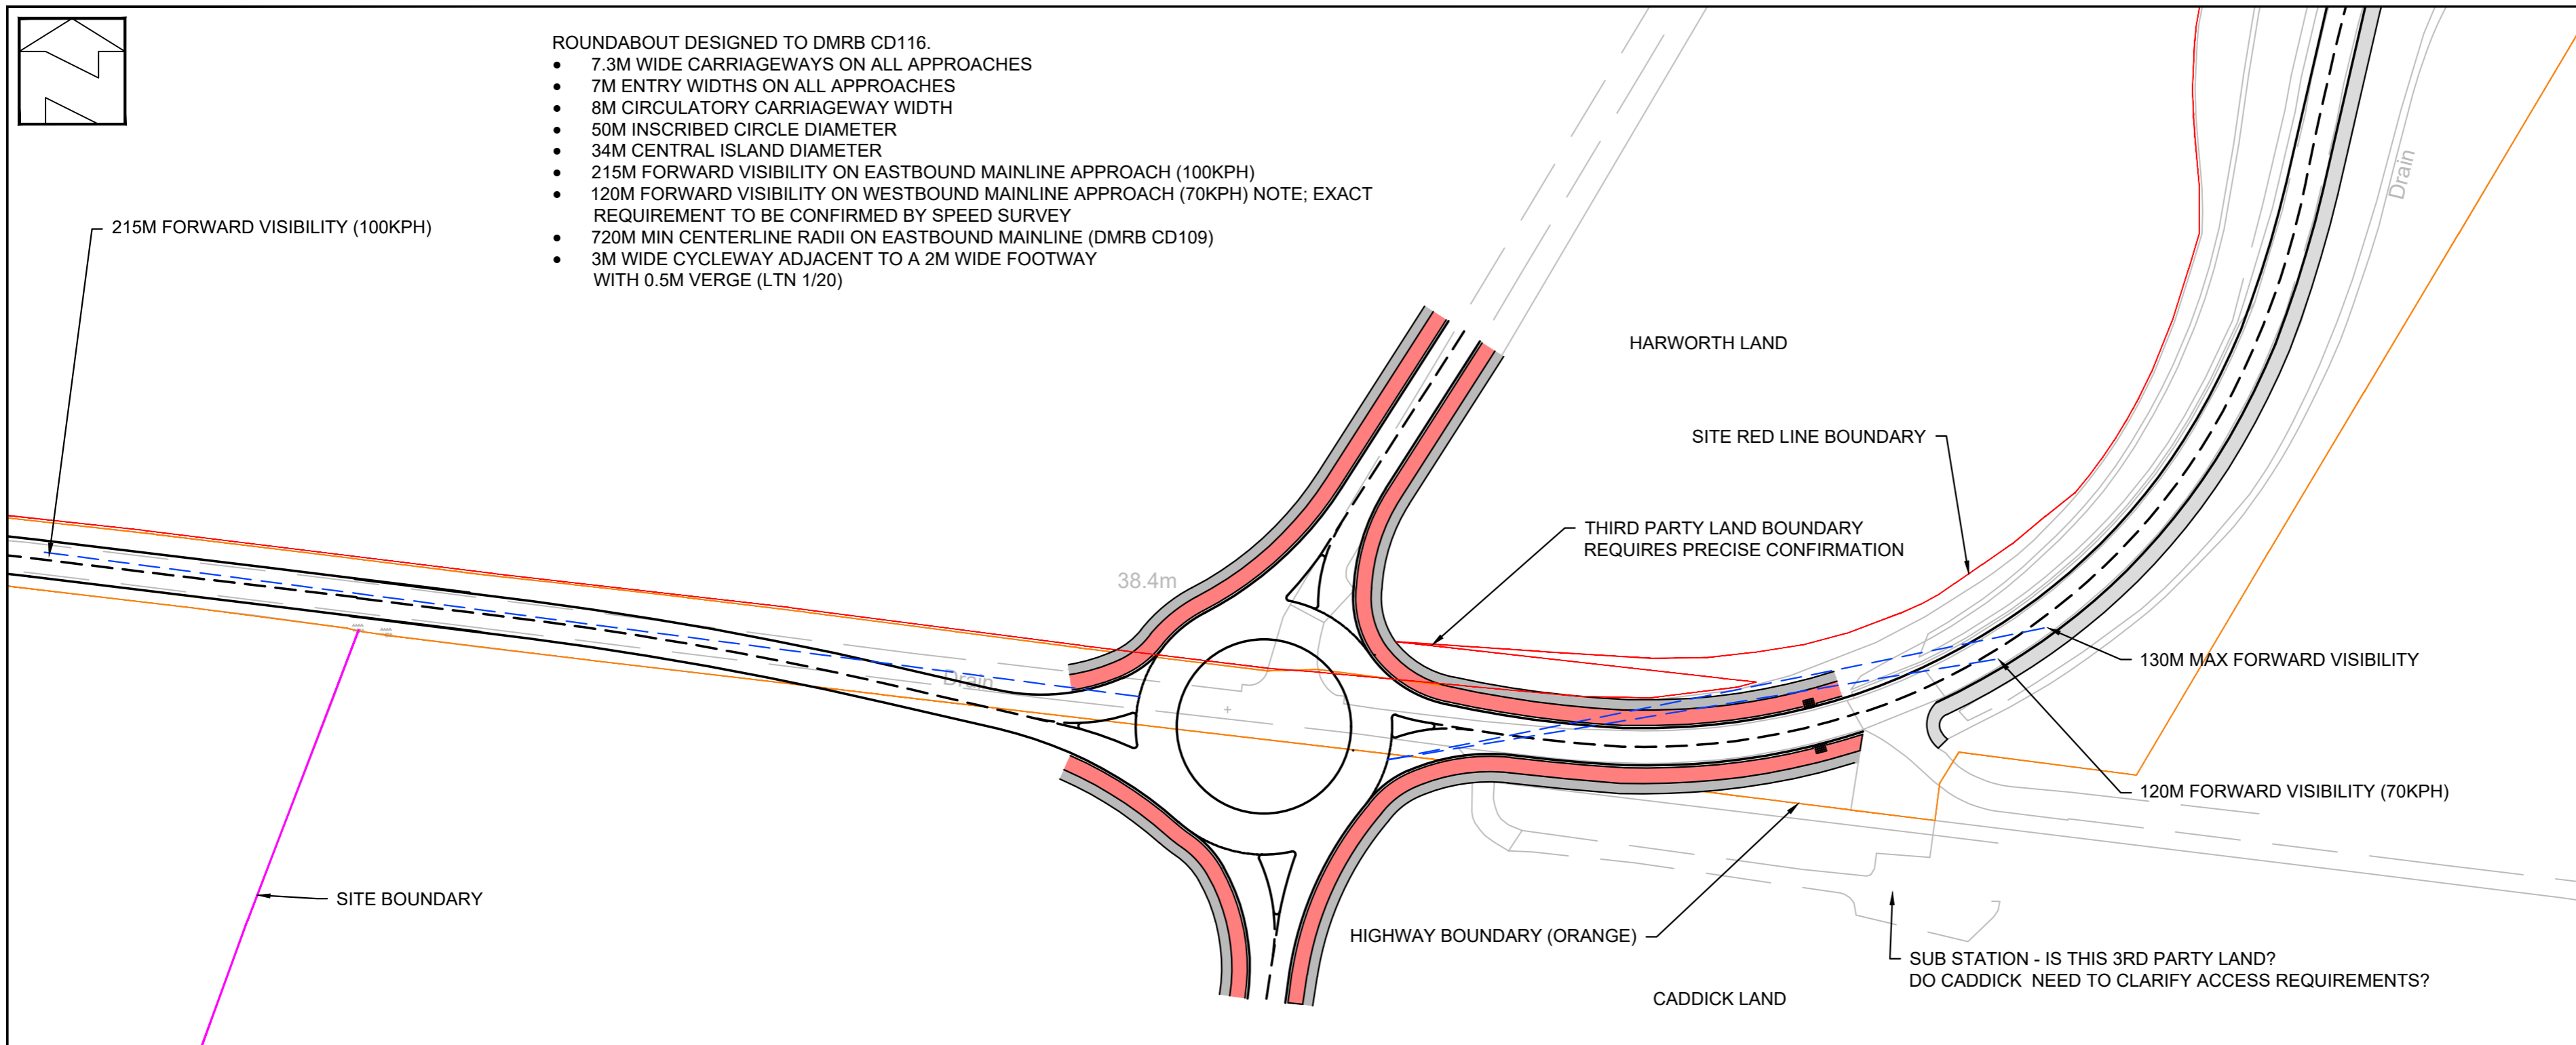 ROUNDABOUT DESIGNED TO DMRB CD116.
• 7.3M WIDE CARRIAGEWAYS ON ALL APPROACHES
• 7M ENTRY WIDTHS ON ALL APPROACHES
• 8M CIRCULATORY CARRIAGEWAY WIDTH
• 50M INSCRIBED CIRCLE DIAMETER
• 34M CENTRAL ISLAND DIAMETER
• 215M FORWARD VISIBILITY ON EASTBOUND MAINLINE APPROACH (100KPH)
• 120M FORWARD VISIBILITY ON WESTBOUND MAINLINE APPROACH (70KPH) NOTE; EXACT
REQUIREMENT TO BE CONFIRMED BY SPEED SURVEY
• 720M MIN CENTERLINE RADII ON EASTBOUND MAINLINE (DMRB CD109)
• 3M WIDE CYCLEWAY ADJACENT TO A 2M WIDE FOOTWAY
WITH 0.5M VERGE (LTN 1/20)
215M FORWARD VISIBILITY (100KPH)
Drain
HARWORTH LAND
SITE RED LINE BOUNDARY
THIRD PARTY LAND BOUNDARY
REQUIRES PRECISE CONFIRMATION
38.4m
Drain
130M MAX FORWARD VISIBILITY
120M FORWARD VISIBILITY (70KPH)
SITE BOUNDARY
HIGHWAY BOUNDARY (ORANGE)
SUB STATION - IS THIS 3RD PARTY LAND?
DO CADDICK NEED TO CLARIFY ACCESS REQUIREMENTS?
CADDICK LAND